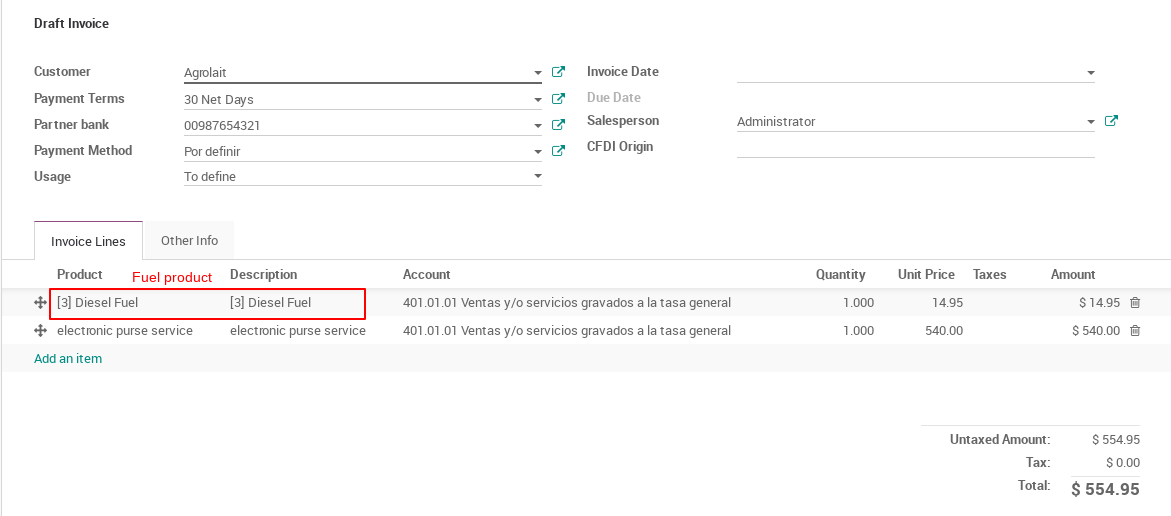 Draft Invoice
Customer Agrolait Invoice Date
Payment Terms 30 Net Days Due Date
Partner bank 00987654321 Salesperson Administrator
Payment Method Por definir CFDI Origin
Usage To define
Invoice Lines Other Info
Product Fuel product Description Account Quantity Unit Price Taxes Amount
[3] Diesel Fuel [3] Diesel Fuel 401.01.01 Ventas y/o servicios gravados a la tasa general 1.000 14.95 $ 14.95
electronic purse service electronic purse service 401.01.01 Ventas y/o servicios gravados a la tasa general 1.000 540.00 $ 540.00
Add an item
Untaxed Amount: $ 554.95
Tax: $ 0.00
Total: $ 554.95